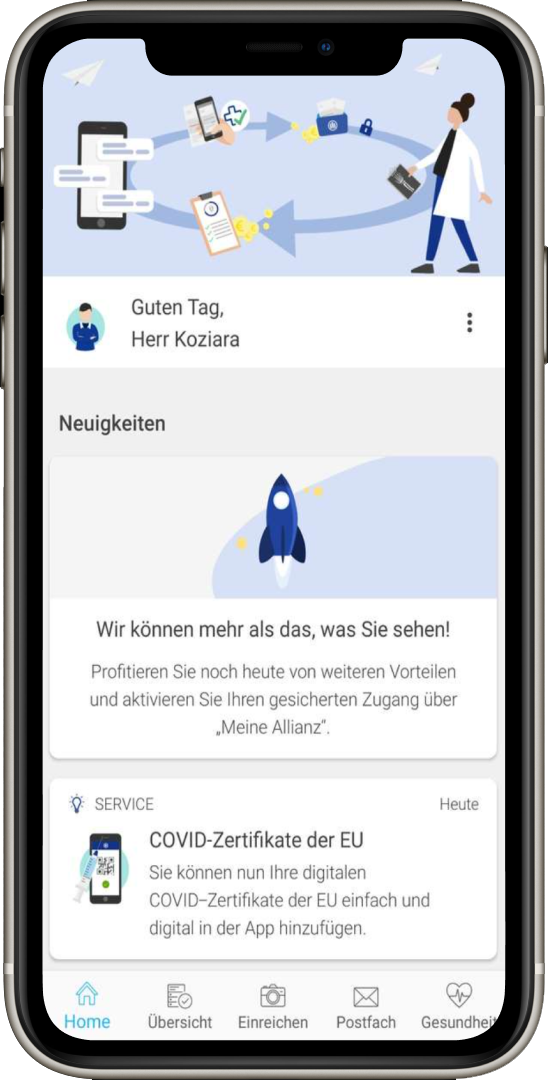 Guten Tag,
Herr Koziara
Neuigkeiten
Wir können mehr als das, was Sie sehen!
Profitieren Sie noch heute von weiteren Vorteilen
und aktivieren Sie Ihren gesicherten Zugang über
„Meine Allianz“.
SERVICE
Heute
COVID-Zertifikate der EU
Sie können nun Ihre digitalen
COVID–Zertifikate der EU einfach und
digital in der App hinzufügen.
Home
Übersicht
Einreichen
Postfach
Gesundheit